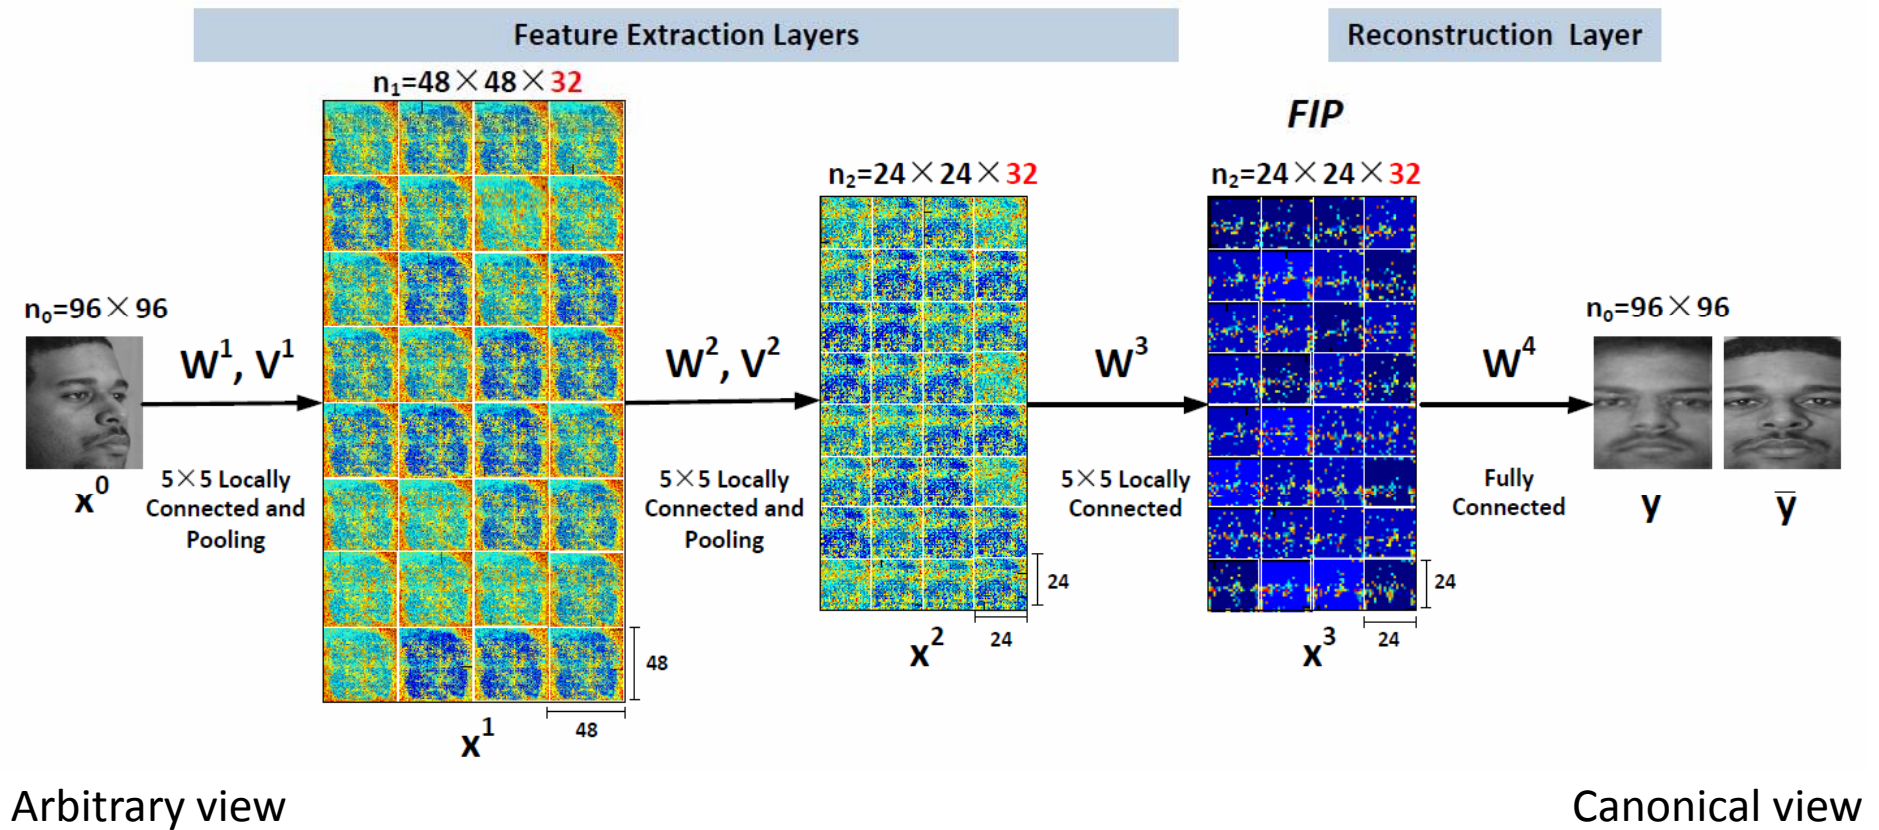 Feature Extraction Layers
Reconstruction Layer
n₁=48×48×32
FIP
n₂=24×24×32
n₂=24×24×32
n₀=96×96
n₀=96×96
W¹, V¹
W², V²
W³
W⁴
5×5 Locally
Connected and
Pooling
5×5 Locally
Connected and
Pooling
5×5 Locally
Connected
Fully
Connected
x⁰
y
ȳ
24
24
24
24
x²
x³
48
48
x¹
Arbitrary view
Canonical view